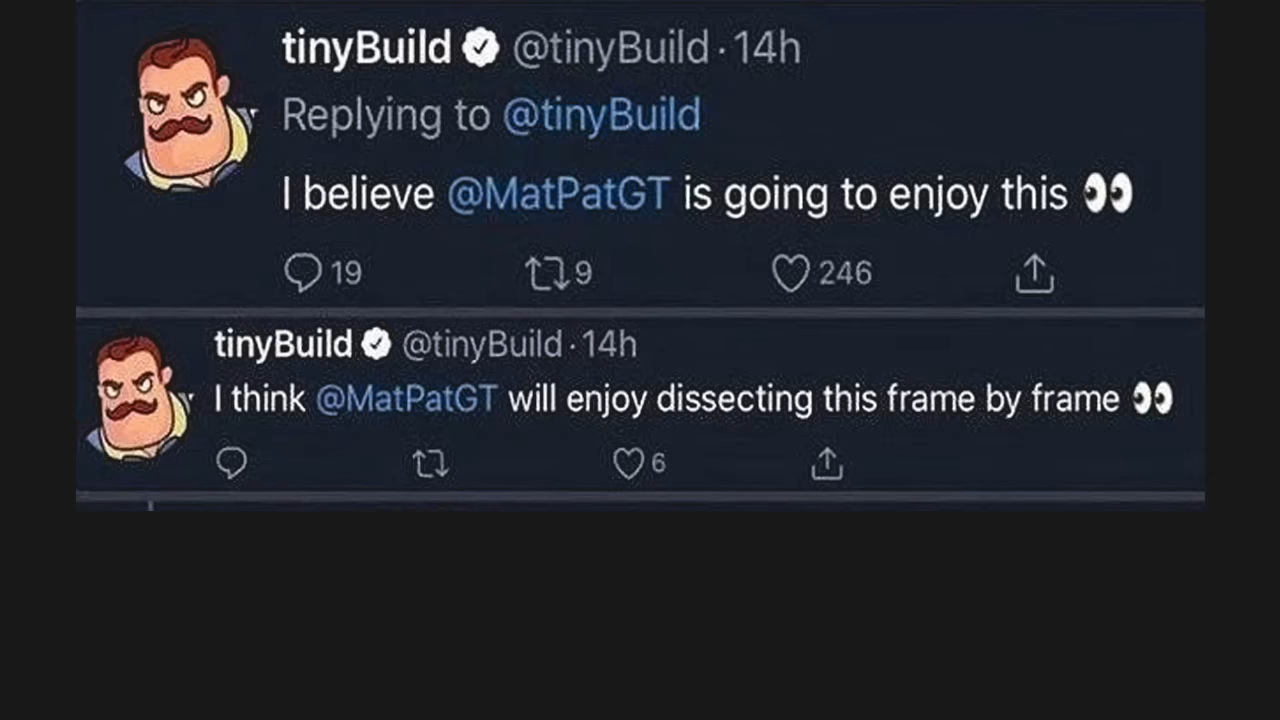 tinyBuild @tinyBuild · 14h
Replying to @tinyBuild
I believe @MatPatGT is going to enjoy this 👀
19 9 246
tinyBuild @tinyBuild · 14h
I think @MatPatGT will enjoy dissecting this frame by frame 👀
6